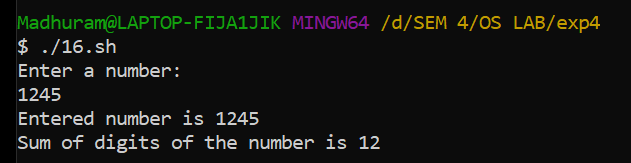 Madhuram@LAPTOP-FIJA1JIK MINGW64 /d/SEM 4/OS LAB/exp4
$ ./16.sh
Enter a number:
1245
Entered number is 1245
Sum of digits of the number is 12